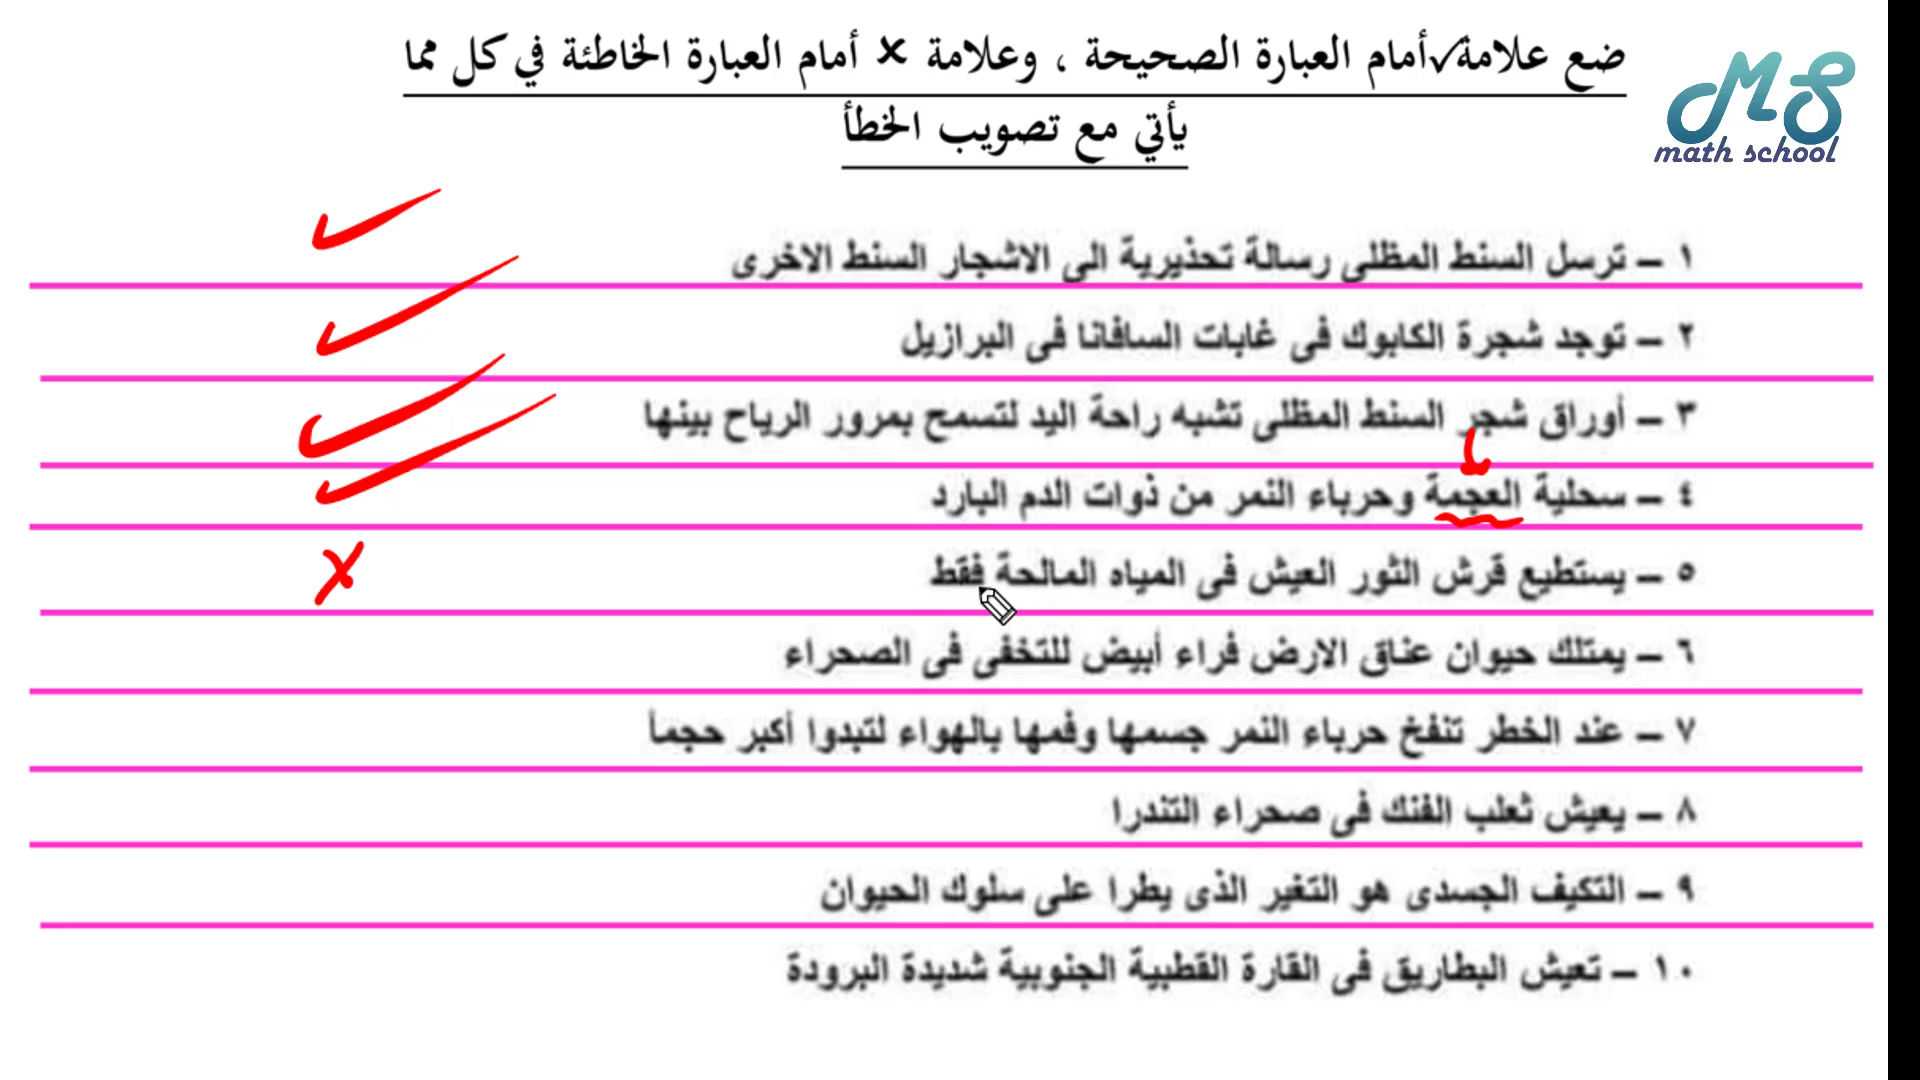 ضع علامة✓أمام العبارة الصحيحة ، وعلامة × أمام العبارة الخاطئة في كل مما
يأتي مع تصويب الخطأ
MS
math school
١ – ترسل السنط المظلى رسالة تحذيرية الى الاشجار السنط الاخرى
٢ – توجد شجرة الكابوك فى غابات السافانا فى البرازيل
٣ – أوراق شجر السنط المظلى تشبه راحة اليد لتسمح بمرور الرياح بينها
٤ – سحلية العجمة وحرباء النمر من ذوات الدم البارد
٥ – يستطيع قرش الثور العيش فى المياه المالحة فقط
٦ – يمتلك حيوان عناق الارض فراء أبيض للتخفى فى الصحراء
٧ – عند الخطر تنفخ حرباء النمر جسمها وفمها بالهواء لتبدوا أكبر حجماً
٨ – يعيش ثعلب الفنك فى صحراء التندرا
٩ – التكيف الجسدى هو التغير الذى يطرا على سلوك الحيوان
١٠ – تعيش البطاريق فى القارة القطبية الجنوبية شديدة البرودة